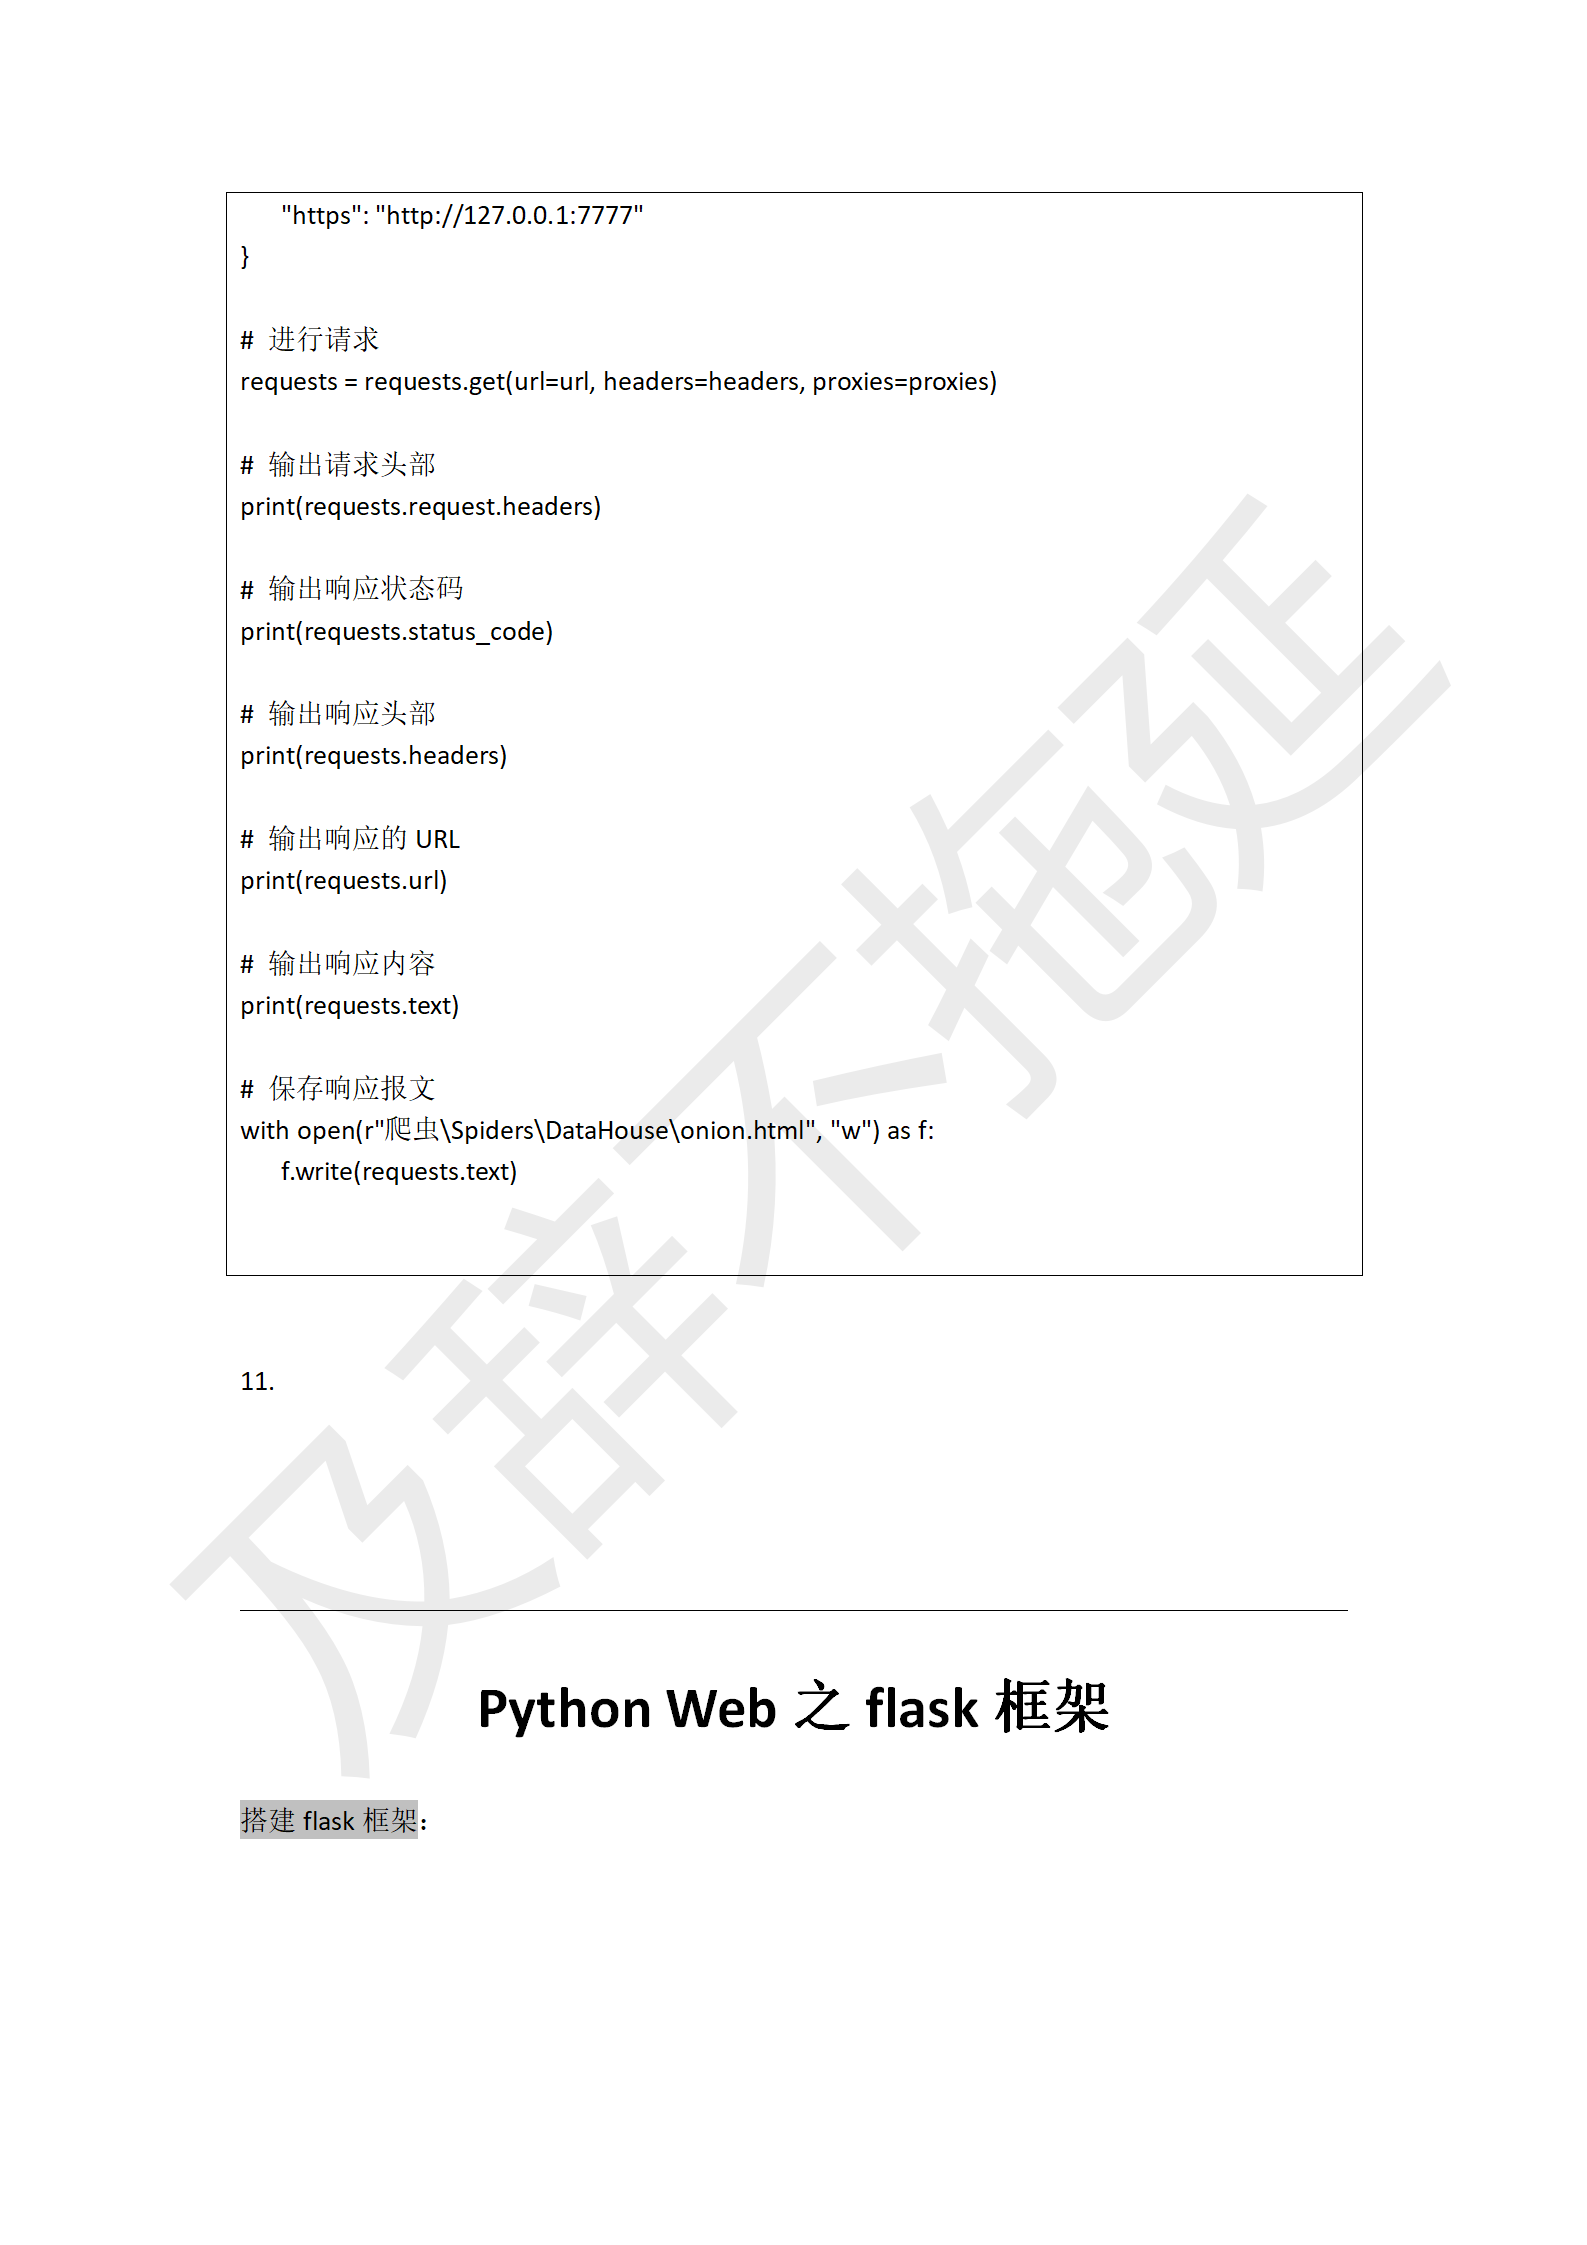 "https": "http://127.0.0.1:7777"
}
# 进行请求
requests = requests.get(url=url, headers=headers, proxies=proxies)
# 输出请求头部
print(requests.request.headers)
# 输出响应状态码
print(requests.status_code)
# 输出响应头部
print(requests.headers)
# 输出响应的 URL
print(requests.url)
# 输出响应内容
print(requests.text)
# 保存响应报文
with open(r"爬虫\Spiders\DataHouse\onion.html", "w") as f:
f.write(requests.text)
及辞不拖延
11.
Python Web 之 flask 框架
搭建 flask 框架：